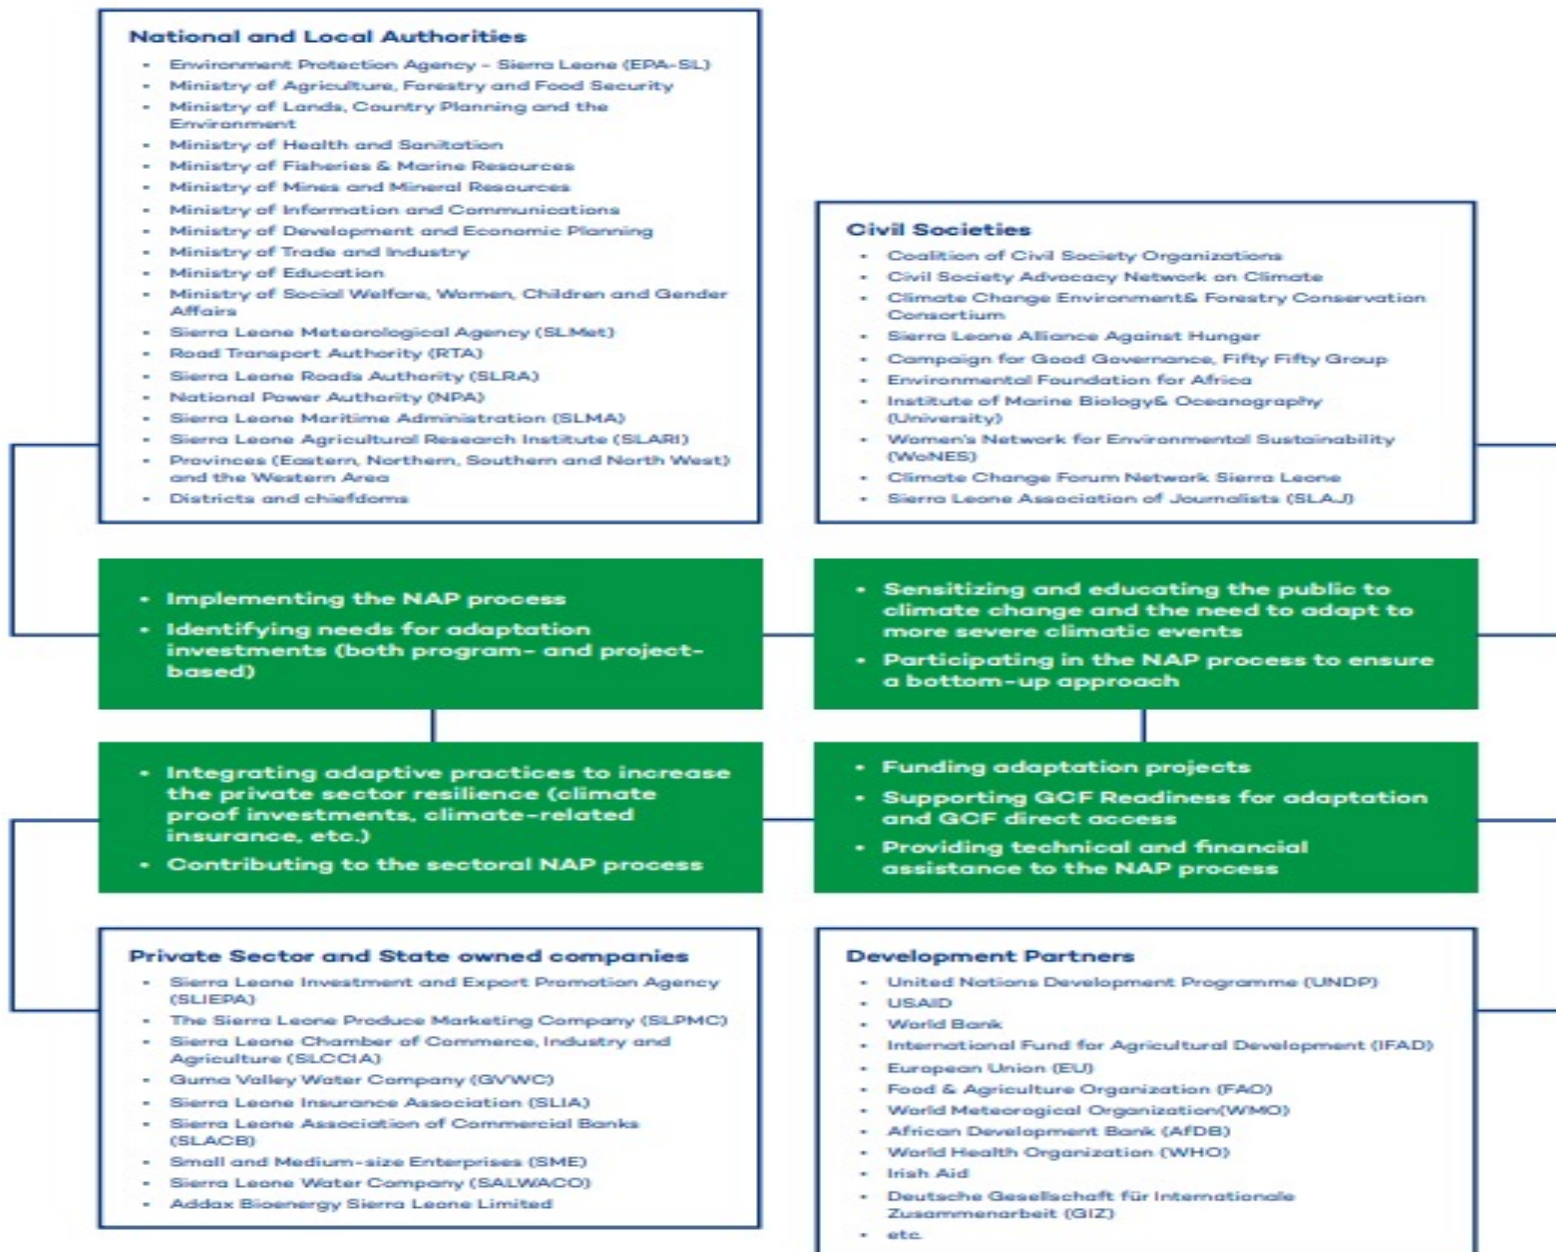 National and Local Authorities
• Environment Protection Agency - Sierra Leone (EPA-SL)
• Ministry of Agriculture, Forestry and Food Security
• Ministry of Lands, Country Planning and the
Environment
• Ministry of Health and Sanitation
• Ministry of Fisheries & Marine Resources
• Ministry of Mines and Mineral Resources
• Ministry of Information and Communications
• Ministry of Development and Economic Planning
• Ministry of Trade and Industry
• Ministry of Education
• Ministry of Social Welfare, Women, Children and Gender
Affairs
• Sierra Leone Meteorological Agency (SLMet)
• Road Transport Authority (RTA)
• Sierra Leone Roads Authority (SLRA)
• National Power Authority (NPA)
• Sierra Leone Maritime Administration (SLMA)
• Sierra Leone Agricultural Research Institute (SLARI)
• Provinces (Eastern, Northern, Southern and North West)
and the Western Area
• Districts and chiefdoms
Civil Societies
• Coalition of Civil Society Organizations
• Civil Society Advocacy Network on Climate
• Climate Change Environment& Forestry Conservation
Consortium
• Sierra Leone Alliance Against Hunger
• Campaign for Good Governance, Fifty Fifty Group
• Environmental Foundation for Africa
• Institute of Marine Biology& Oceanography
(University)
• Women's Network for Environmental Sustainability
(WoNES)
• Climate Change Forum Network Sierra Leone
• Sierra Leone Association of Journalists (SLAJ)
• Implementing the NAP process
• Identifying needs for adaptation
investments (both program- and project-
based)
• Sensitizing and educating the public to
climate change and the need to adapt to
more severe climatic events
• Participating in the NAP process to ensure
a bottom-up approach
• Integrating adaptive practices to increase
the private sector resilience (climate
proof investments, climate-related
insurance, etc.)
• Contributing to the sectoral NAP process
• Funding adaptation projects
• Supporting GCF Readiness for adaptation
and GCF direct access
• Providing technical and financial
assistance to the NAP process
Private Sector and State owned companies
• Sierra Leone Investment and Export Promotion Agency
(SLIEPA)
• The Sierra Leone Produce Marketing Company (SLPMC)
• Sierra Leone Chamber of Commerce, Industry and
Agriculture (SLCCIA)
• Guma Valley Water Company (GVWC)
• Sierra Leone Insurance Association (SLIA)
• Sierra Leone Association of Commercial Banks
(SLACB)
• Small and Medium-size Enterprises (SME)
• Sierra Leone Water Company (SALWACO)
• Addax Bioenergy Sierra Leone Limited
Development Partners
• United Nations Development Programme (UNDP)
• USAID
• World Bank
• International Fund for Agricultural Development (IFAD)
• European Union (EU)
• Food & Agriculture Organization (FAO)
• World Meteorogical Organization(WMO)
• African Development Bank (AfDB)
• World Health Organization (WHO)
• Irish Aid
• Deutsche Gesellschaft für Internationale
Zusammenarbeit (GIZ)
• etc.